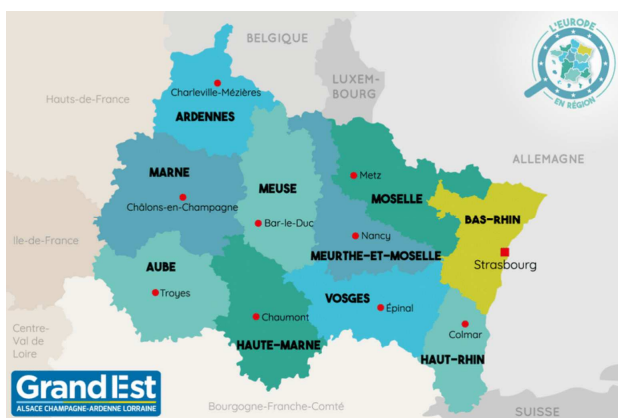 L'EUROPE
EN RÉGION
BELGIQUE
LUXEM-
BOURG
Hauts-de-France
Charleville-Mézières
ARDENNES
ALLEMAGNE
MARNE
Metz
MEUSE
MOSELLE
Châlons-en-Champagne
BAS-RHIN
Bar-le-Duc
Nancy
Ile-de-France
MEURTHE-ET-MOSELLE
Strasbourg
AUBE
Troyes
VOSGES
Épinal
Chaumont
Colmar
Centre-
Val de
Loire
HAUTE-MARNE
HAUT-RHIN
GrandEst
ALSACE CHAMPAGNE-ARDENNE LORRAINE
Bourgogne-Franche-Comté
SUISSE